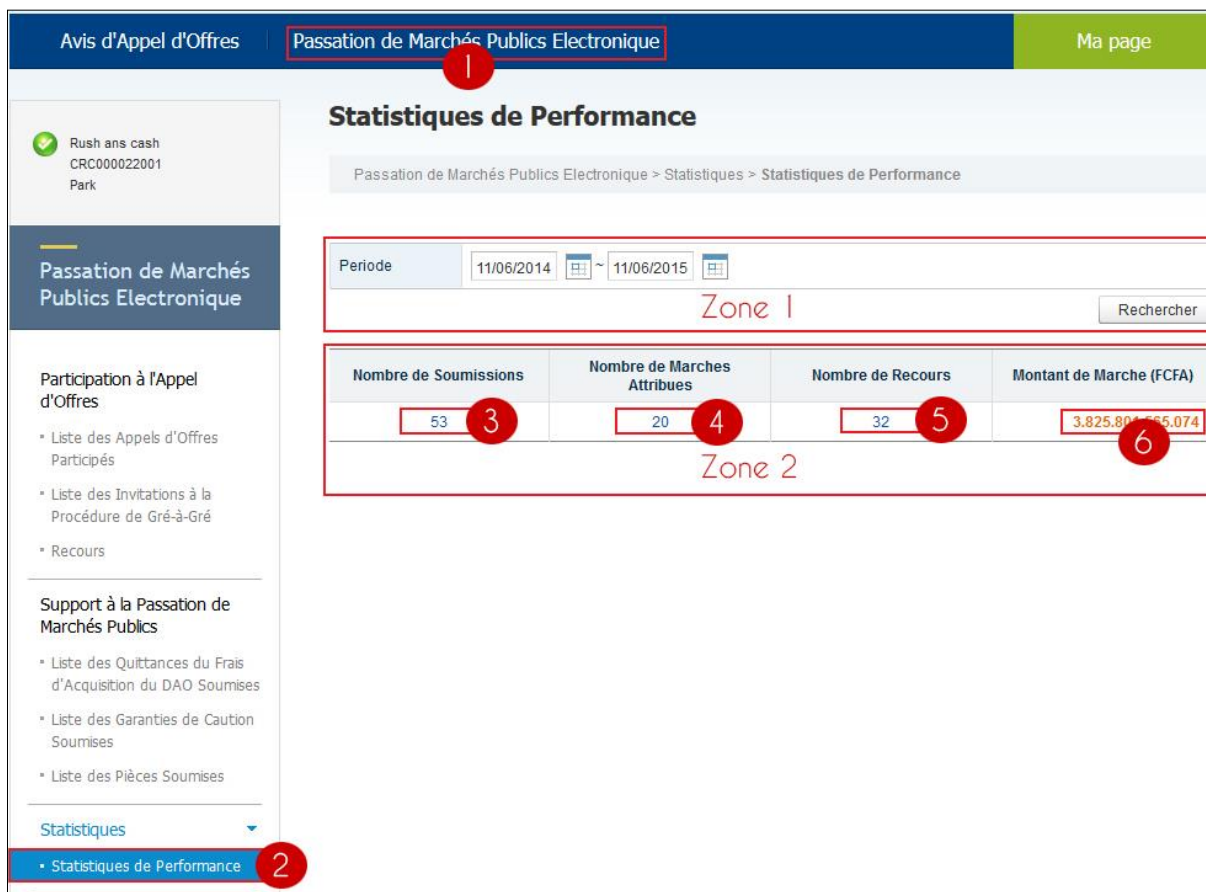 Avis d'Appel d'Offres
Passation de Marchés Publics Electronique
Ma page
1
Rush ans cash
CRC000022001
Park
Passation de Marchés
Publics Electronique
Participation à l'Appel
d'Offres
Liste des Appels d'Offres
Participés
Liste des Invitations à la
Procédure de Gré-à-Gré
Recours
Support à la Passation de
Marchés Publics
Liste des Quittances du Frais
d'Acquisition du DAO Soumises
Liste des Garanties de Caution
Soumises
Liste des Pièces Soumises
Statistiques
Statistiques de Performance
2
Statistiques de Performance
Passation de Marchés Publics Electronique > Statistiques > Statistiques de Performance
Periode 11/06/2014 ~ 11/06/2015
Zone 1
Rechercher
Nombre de Soumissions
Nombre de Marches
Attribues
Nombre de Recours
Montant de Marche (FCFA)
53 3
20 4
32 5
6
Zone 2